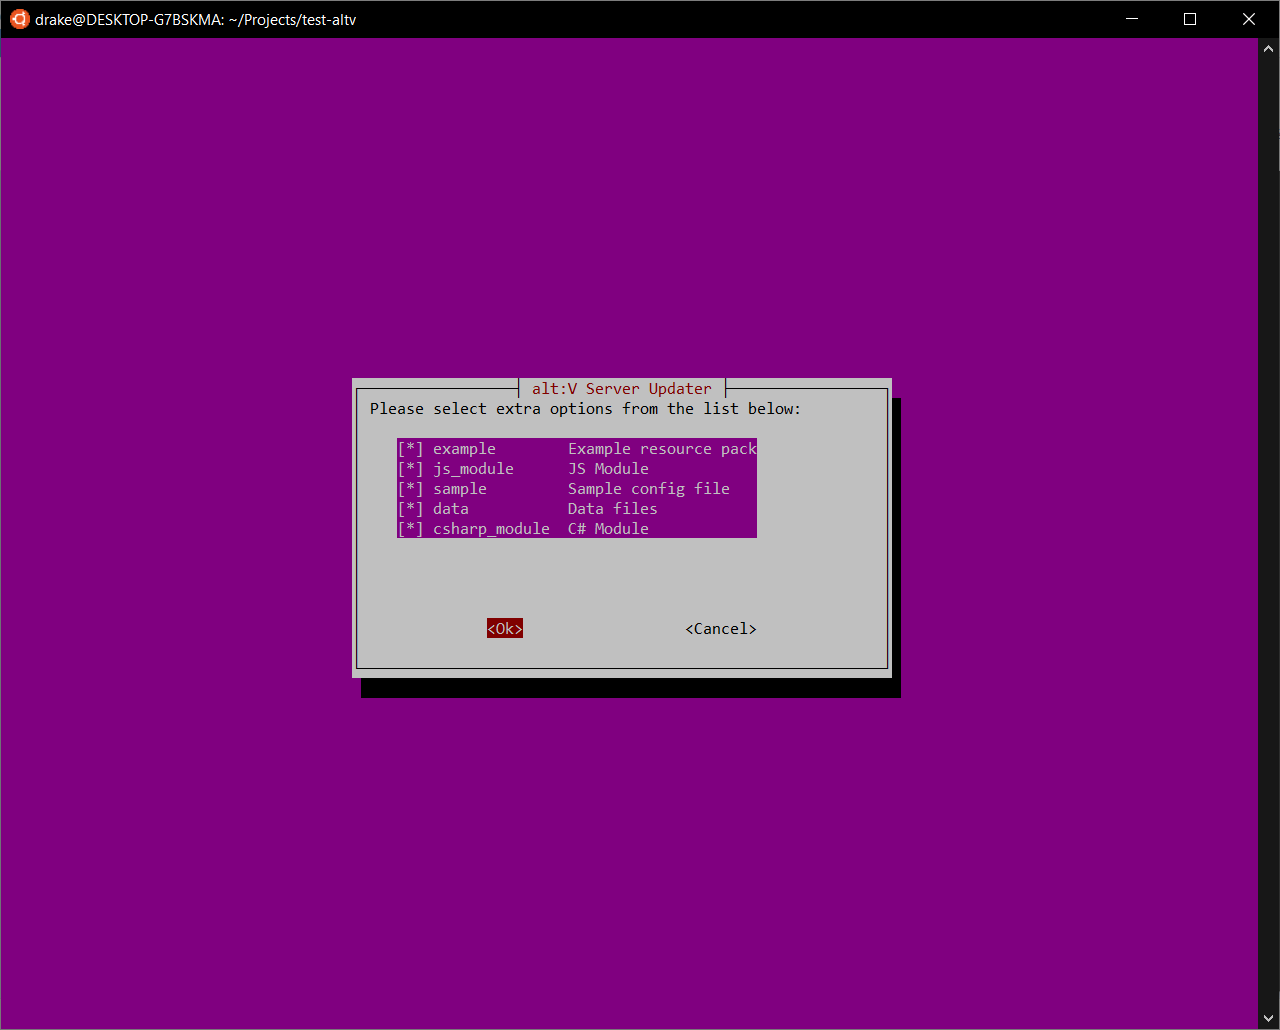 drake@DESKTOP-G7BSKMA: ~/Projects/test-altv
alt:V Server Updater
Please select extra options from the list below:
[*] example Example resource pack
[*] js_module JS Module
[*] sample Sample config file
[*] data Data files
[*] csharp_module C# Module
<Ok> <Cancel>